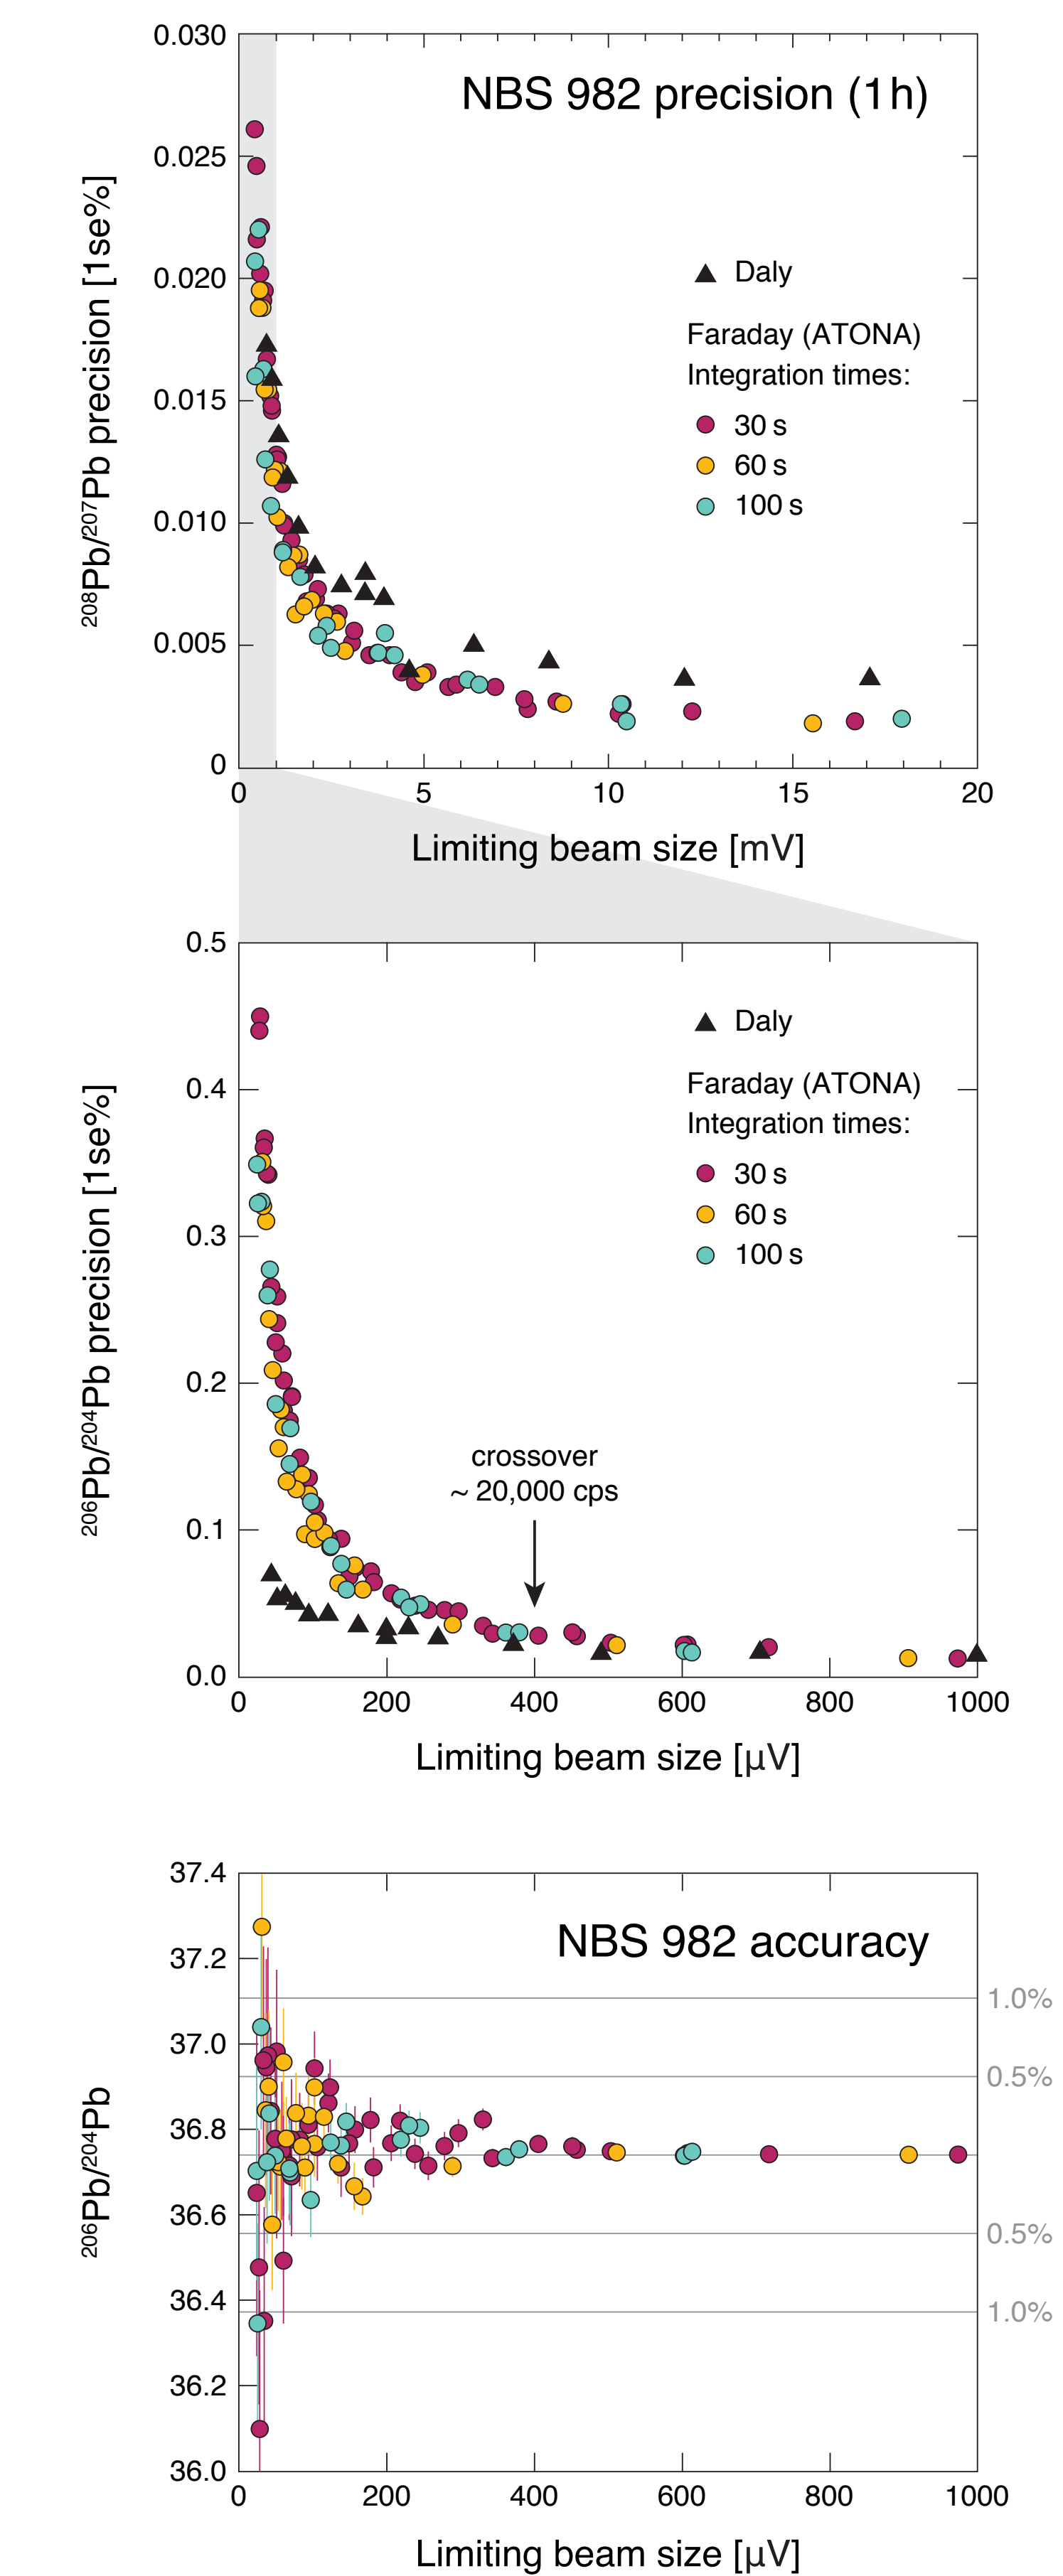 NBS 982 precision (1h)
208Pb/207Pb precision [1se%]
0.030
0.025
0.020
0.015
0.010
0.005
0
Daly
Faraday (ATONA)
Integration times:
30 s
60 s
100 s
0 5 10 15 20
Limiting beam size [mV]
206Pb/204Pb precision [1se%]
0.5
0.4
0.3
0.2
0.1
0.0
Daly
Faraday (ATONA)
Integration times:
30 s
60 s
100 s
crossover
~ 20,000 cps
0 200 400 600 800 1000
Limiting beam size [µV]
NBS 982 accuracy
206Pb/204Pb
37.4
37.2
37.0
36.8
36.6
36.4
36.2
36.0
1.0%
0.5%
0.5%
1.0%
0 200 400 600 800 1000
Limiting beam size [µV]